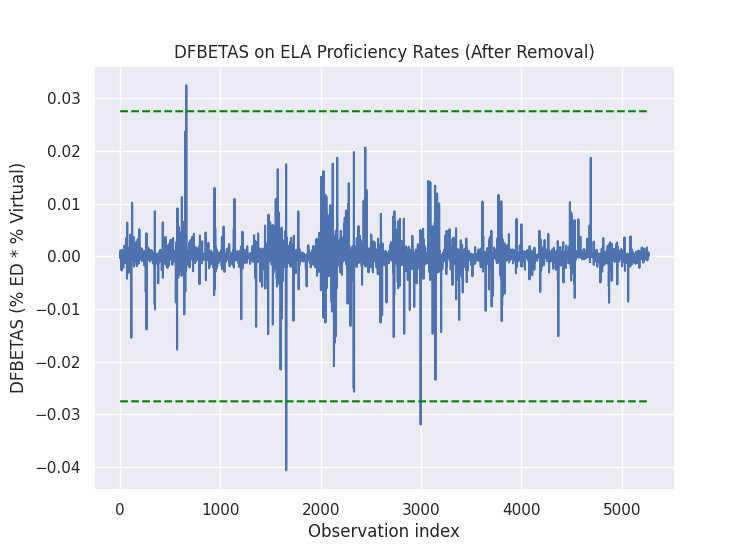 DFBETAS on ELA Proficiency Rates (After Removal)
DFBETAS (% ED * % Virtual)
0.03
0.02
0.01
0.00
−0.01
−0.02
−0.03
−0.04
0 1000 2000 3000 4000 5000
Observation index